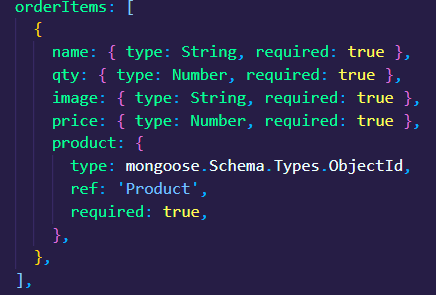 orderItems: [
{
name: { type: String, required: true },
qty: { type: Number, required: true },
image: { type: String, required: true },
price: { type: Number, required: true },
product: {
type: mongoose.Schema.Types.ObjectId,
ref: 'Product',
required: true,
},
},
],